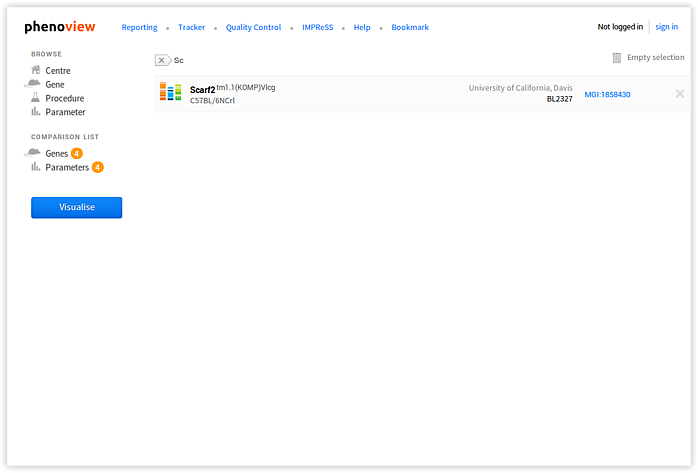 phenoview
Reporting • Tracker • Quality Control • IMPReSS • Help • Bookmark
Not logged in sign in
BROWSE
Centre
Gene
Procedure
Parameter
COMPARISON LIST
Genes 4
Parameters 4
Visualise
Sc
Empty selection
Scarf2 tm1.1(KOMP)Vlcg
C57BL/6NCrl
University of California, Davis
BL2327
MGI:1858430